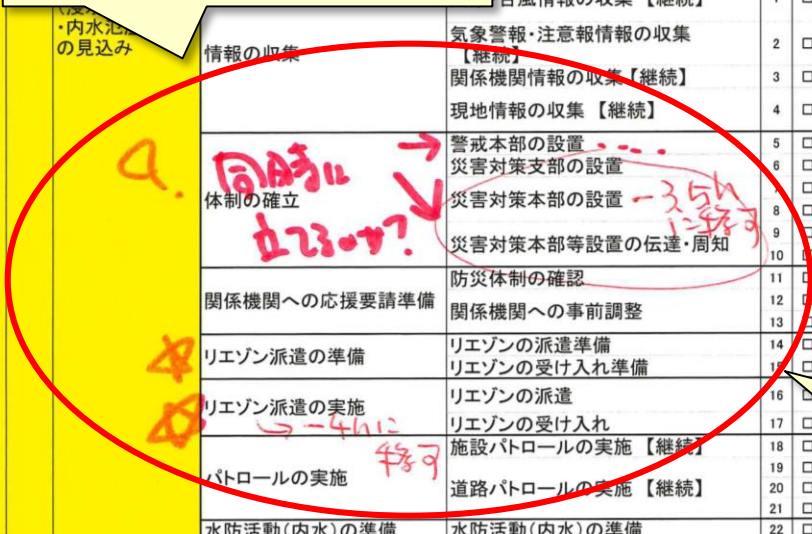 台風情報の収集 【継続】
1
・内水氾濫
の見込み
情報の収集
気象警報・注意報情報の収集
【継続】
2
関係機関情報の収集【継続】
3
現地情報の収集 【継続】
4
体制の確立
警戒本部の設置
5
災害対策支部の設置
6
災害対策本部の設置
7
8
災害対策本部等設置の伝達・周知
9
10
同時に
立てるのか?
-3.5hに移可
関係機関への応援要請準備
防災体制の確認
11
関係機関への事前調整
12
13
リエゾン派遣の準備
リエゾンの派遣準備
14
リエゾンの受け入れ準備
15
リエゾン派遣の実施
リエゾンの派遣
16
リエゾンの受け入れ
17
→-4hに
移可
パトロールの実施
施設パトロールの実施 【継続】
18
19
道路パトロールの実施 【継続】
20
21
水防活動(内水)の準備
水防活動(内水)の準備
22